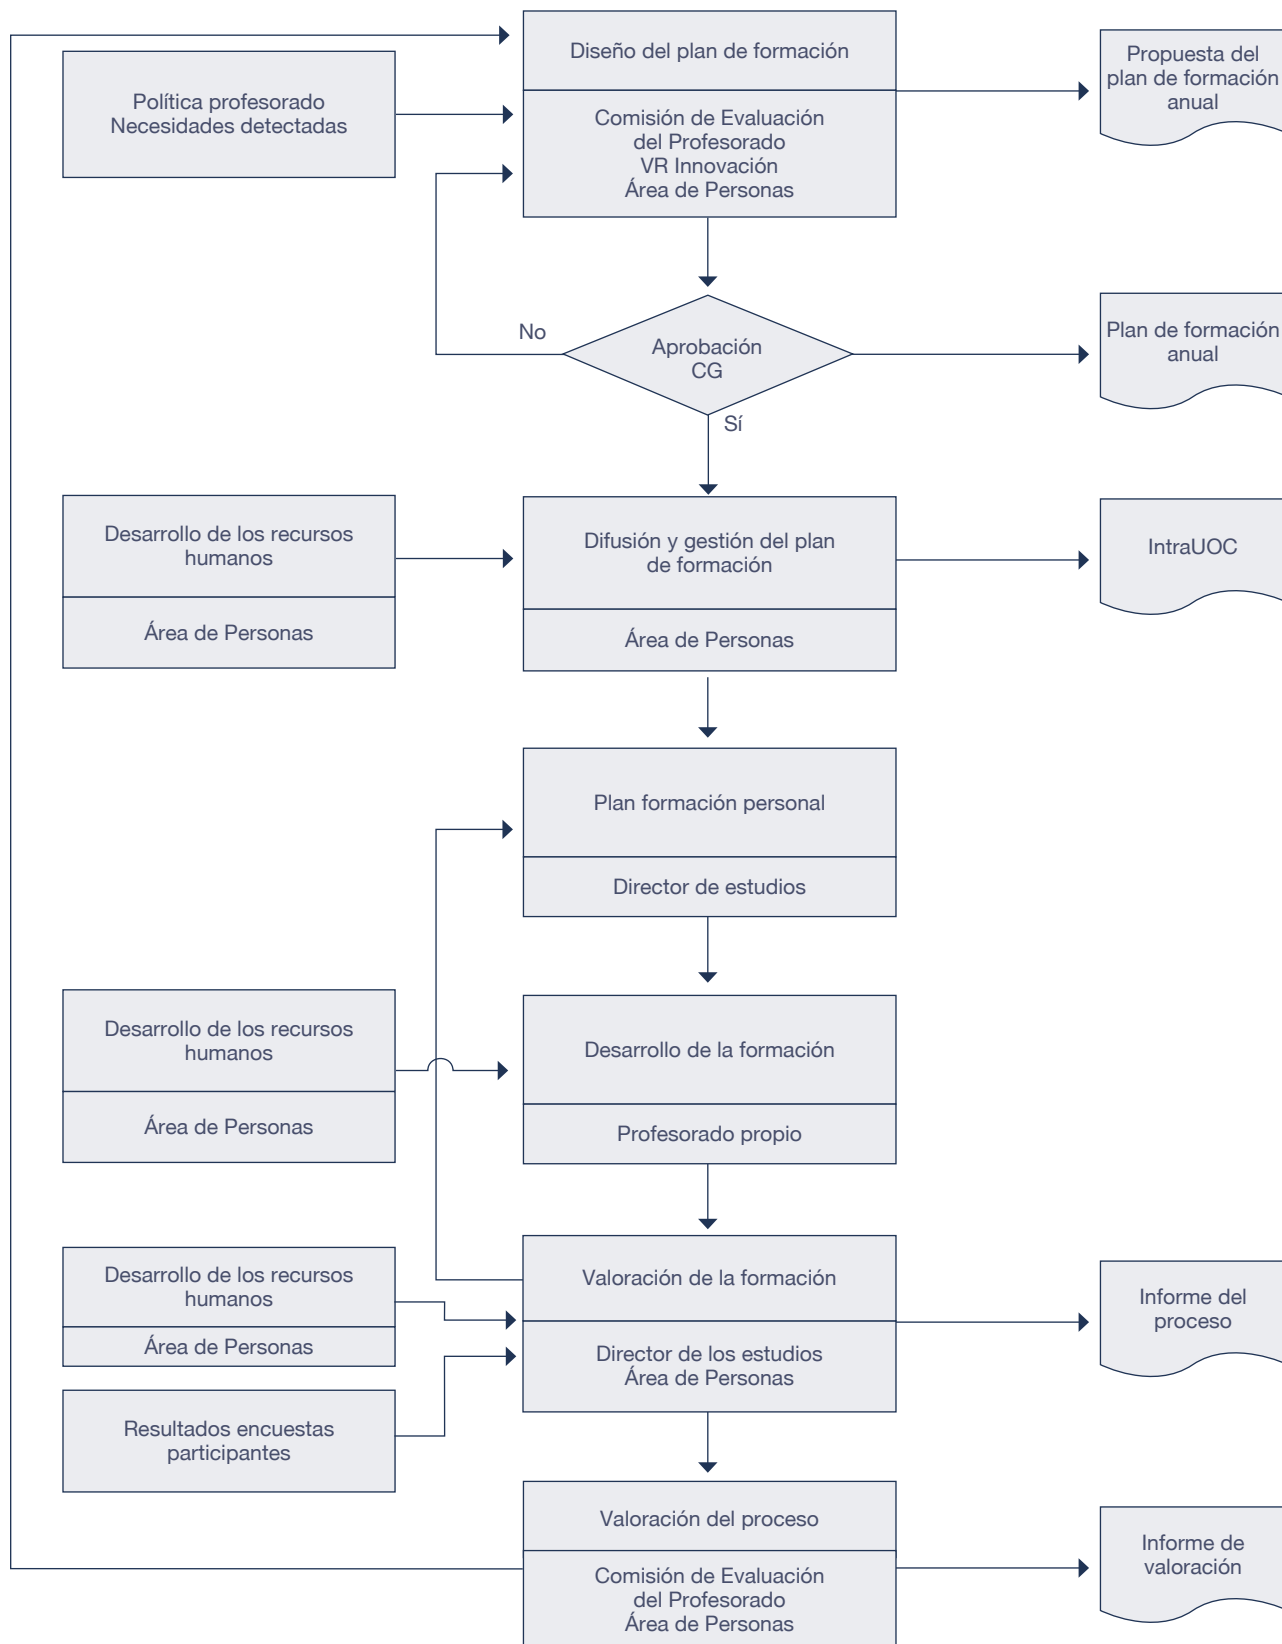 Diseño del plan de formación
Propuesta del
plan de formación
anual
Política profesorado
Necesidades detectadas
Comisión de Evaluación
del Profesorado
VR Innovación
Área de Personas
No
Aprobación
CG
Plan de formación
anual
Sí
Desarrollo de los recursos
humanos
Área de Personas
Difusión y gestión del plan
de formación
Área de Personas
IntraUOC
Plan formación personal
Director de estudios
Desarrollo de los recursos
humanos
Área de Personas
Desarrollo de la formación
Profesorado propio
Desarrollo de los recursos
humanos
Área de Personas
Valoración de la formación
Director de los estudios
Área de Personas
Informe del
proceso
Resultados encuestas
participantes
Valoración del proceso
Comisión de Evaluación
del Profesorado
Área de Personas
Informe de
valoración